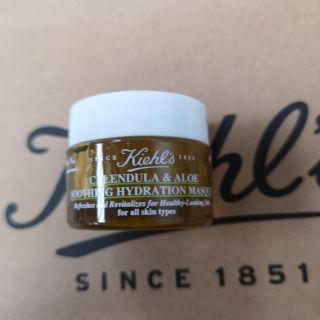 SINCE Kiehl's 1851
CALENDULA & ALOE
SOOTHING HYDRATION MASQUE
Refreshes and Revitalizes for Healthy-Looking Skin
for all skin types
Kiehl's
SINCE 1851